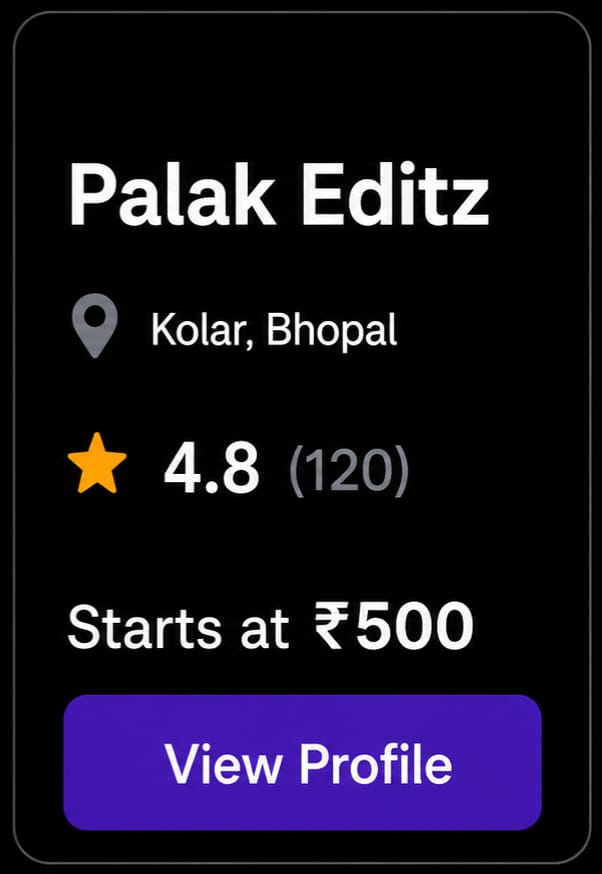 Palak Editz
Kolar, Bhopal
4.8 (120)
Starts at ₹500
View Profile